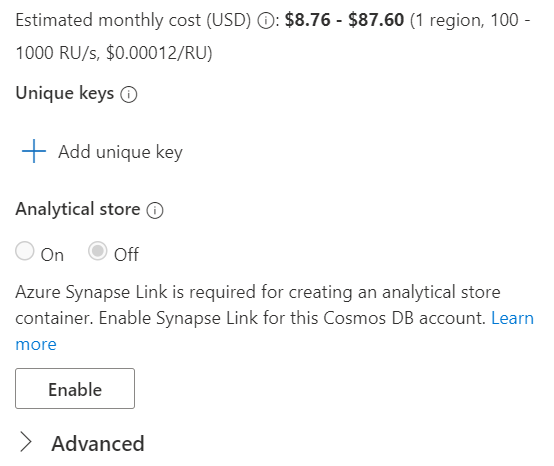 Estimated monthly cost (USD) ⓘ: $8.76 - $87.60 (1 region, 100 -
1000 RU/s, $0.00012/RU)
Unique keys ⓘ
Add unique key
Analytical store ⓘ
On Off
Azure Synapse Link is required for creating an analytical store
container. Enable Synapse Link for this Cosmos DB account. Learn
more
Enable
Advanced